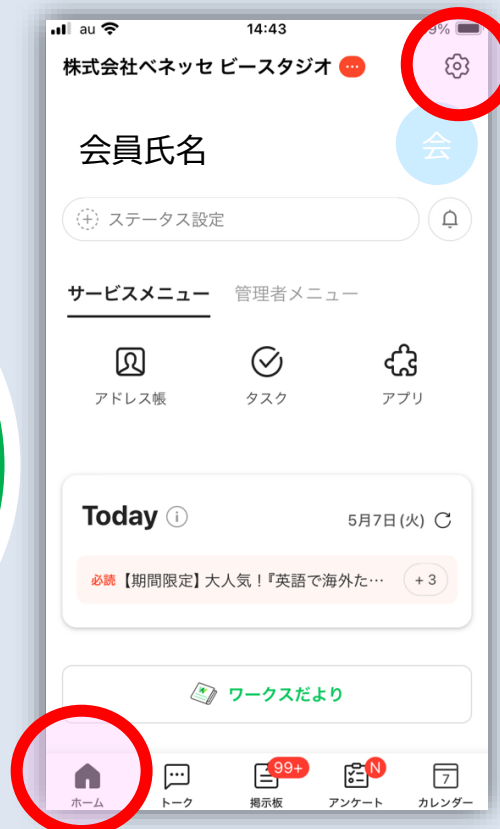 au 14:43 9%
株式会社ベネッセ ビースタジオ
会員氏名
会
ステータス設定
サービスメニュー 管理者メニュー
アドレス帳 タスク アプリ
Today 5月7日(火)
必読【期間限定】大人気！『英語で海外た… +3
ワークスだより
99+ N 7
ホーム トーク 掲示板 アンケート カレンダー